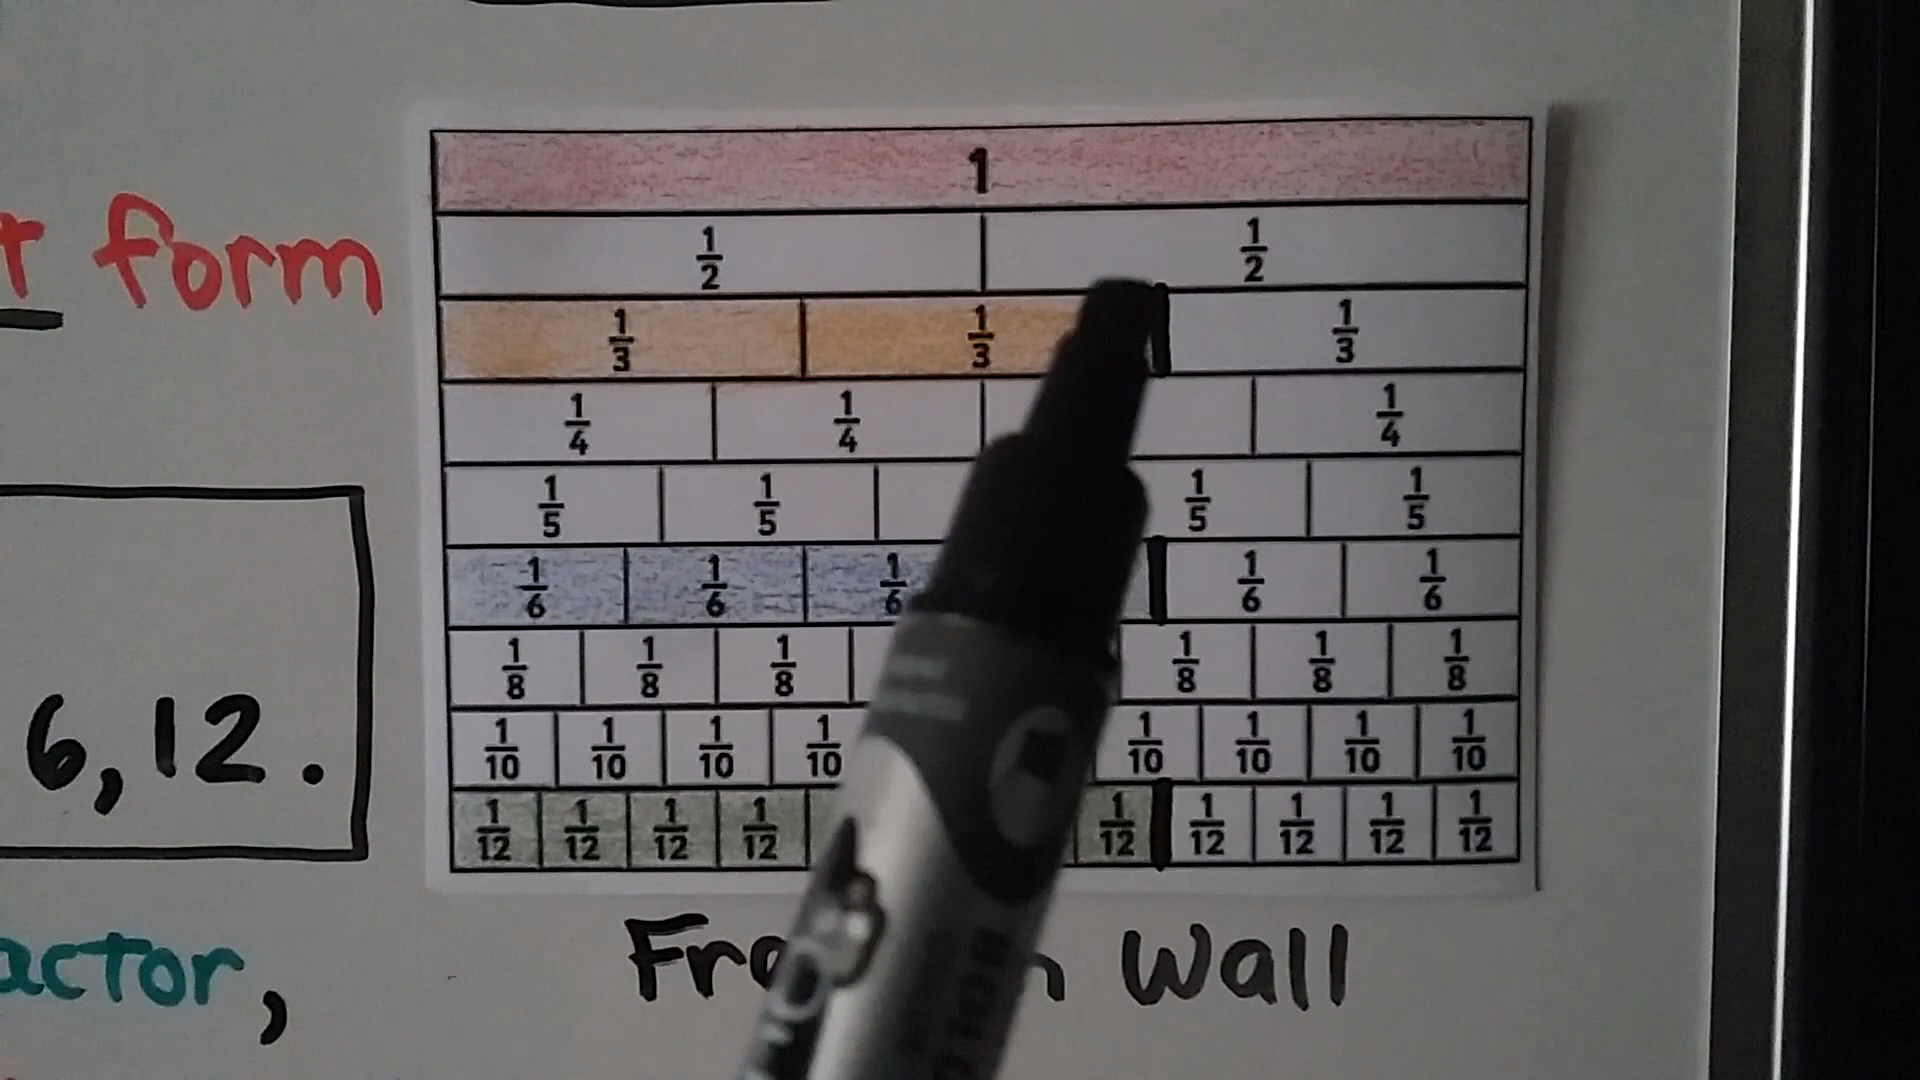 r form
6, 12.
actor,
1
1/2 1/2
1/3 1/3 1/3
1/4 1/4 1/4
1/5 1/5 1/5 1/5
1/6 1/6 1/6 1/6 1/6
1/8 1/8 1/8 1/8 1/8 1/8
1/10 1/10 1/10 1/10 1/10 1/10 1/10 1/10
1/12 1/12 1/12 1/12 1/12 1/12 1/12 1/12 1/12
Wall